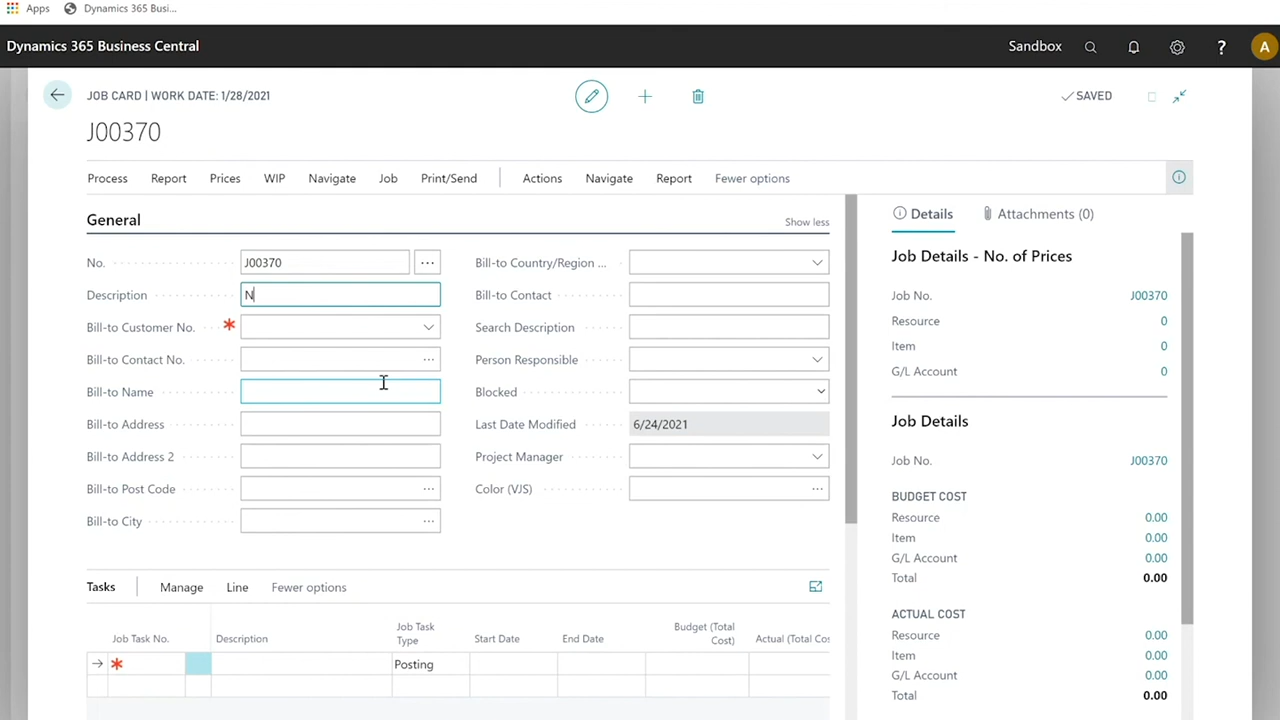 Apps Dynamics 365 Busi...
Dynamics 365 Business Central
Sandbox ? A
JOB CARD | WORK DATE: 1/28/2021
SAVED
J00370
Process Report Prices WIP Navigate Job Print/Send Actions Navigate Report Fewer options
General
Show less
No. J00370 ...
Description N
Bill-to Customer No. *
Bill-to Contact No. ...
Bill-to Name
Bill-to Address
Bill-to Address 2
Bill-to Post Code ...
Bill-to City ...
Bill-to Country/Region ...
Bill-to Contact
Search Description
Person Responsible
Blocked
Last Date Modified 6/24/2021
Project Manager
Color (VJS) ...
Tasks Manage Line Fewer options
Job Task No.
Description
Job Task
Type
Start Date
End Date
Budget (Total
Cost)
Actual (Total Cos
* Posting
Details Attachments (0)
Job Details - No. of Prices
Job No. J00370
Resource 0
Item 0
G/L Account 0
Job Details
Job No. J00370
BUDGET COST
Resource 0.00
Item 0.00
G/L Account 0.00
Total 0.00
ACTUAL COST
Resource 0.00
Item 0.00
G/L Account 0.00
Total 0.00